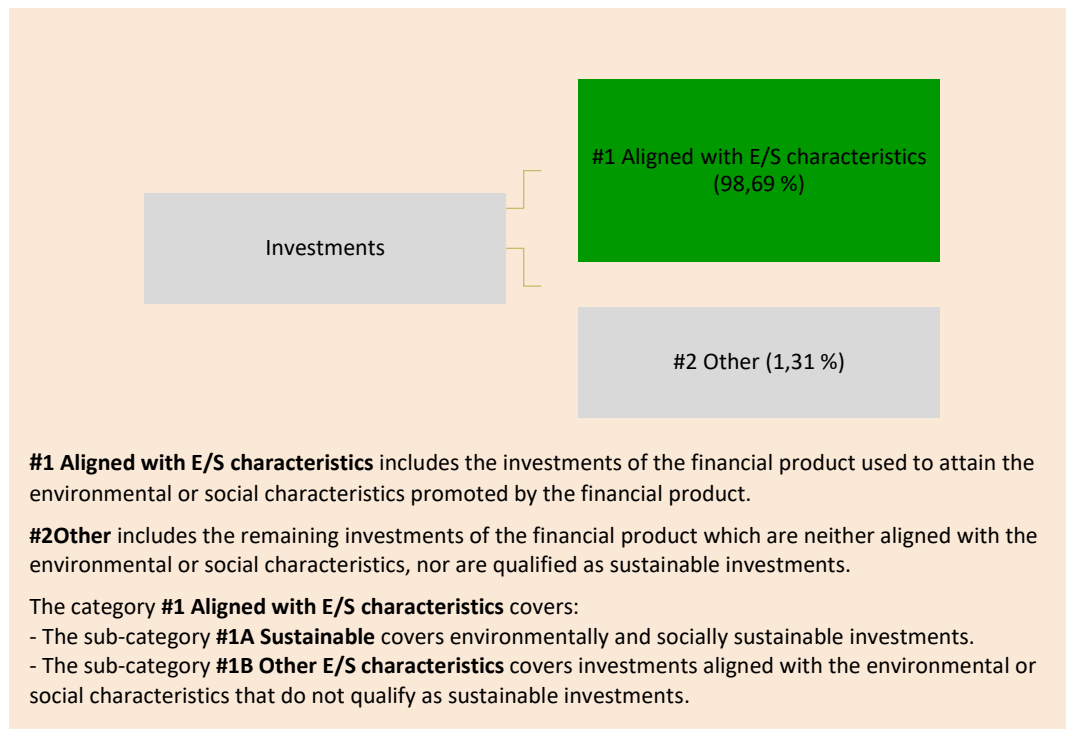 #1 Aligned with E/S characteristics
(98,69 %)
Investments
#2 Other (1,31 %)
#1 Aligned with E/S characteristics includes the investments of the financial product used to attain the
environmental or social characteristics promoted by the financial product.
#2Other includes the remaining investments of the financial product which are neither aligned with the
environmental or social characteristics, nor are qualified as sustainable investments.
The category #1 Aligned with E/S characteristics covers:
- The sub-category #1A Sustainable covers environmentally and socially sustainable investments.
- The sub-category #1B Other E/S characteristics covers investments aligned with the environmental or
social characteristics that do not qualify as sustainable investments.